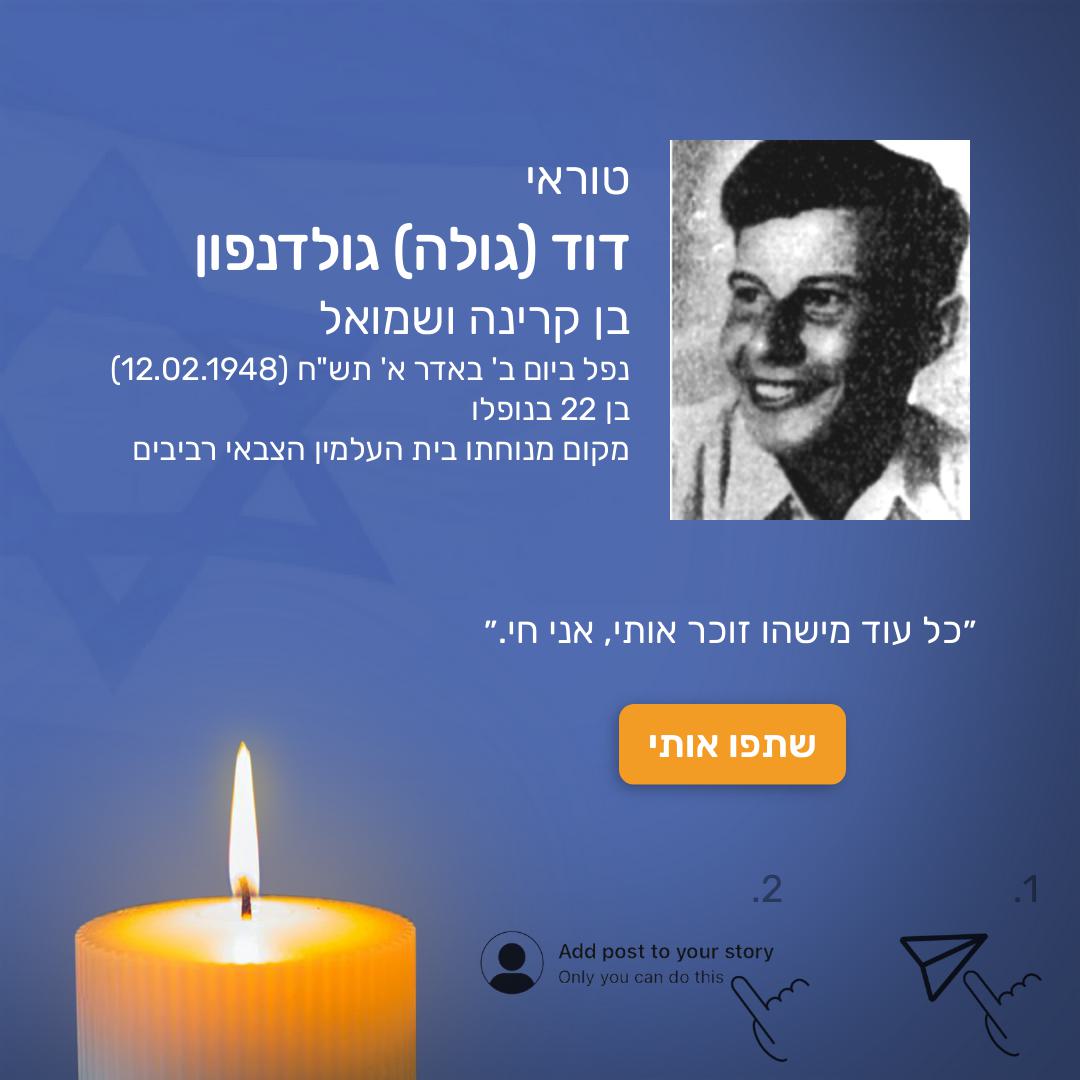 טוראי
דוד (גולה) גולדנפון
בן קרינה ושמואל
נפל ביום ב' באדר א' תש"ח (12.02.1948)
בן 22 בנופלו
מקום מנוחתו בית העלמין הצבאי רביבים
״כל עוד מישהו זוכר אותי, אני חי.״
שתפו אותי
1.
2.
Add post to your story
Only you can do this